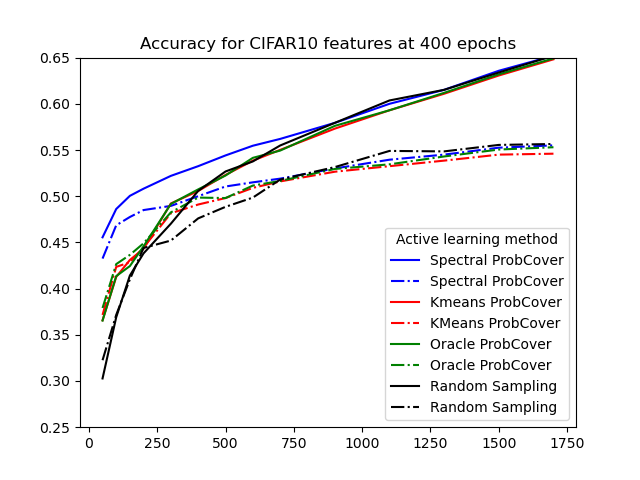 Accuracy for CIFAR10 features at 400 epochs
0.65
0.60
0.55
0.50
0.45
0.40
0.35
0.30
0.25
Active learning method
Spectral ProbCover
Spectral ProbCover
Kmeans ProbCover
KMeans ProbCover
Oracle ProbCover
Oracle ProbCover
Random Sampling
Random Sampling
0 250 500 750 1000 1250 1500 1750